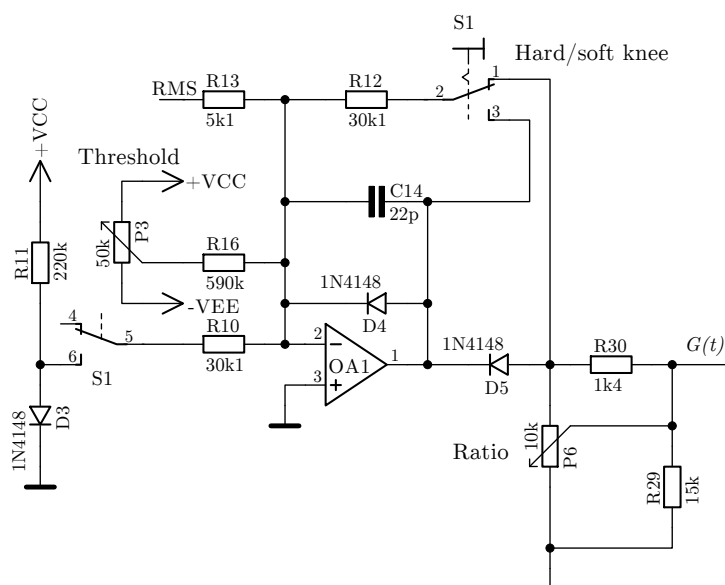 S1
Hard/soft knee
RMS
R13
5k1
R12
30k1
2
1
3
+VCC
Threshold
+VCC
P3
50k
-VEE
C14
22p
R11
220k
R16
590k
1N4148
D4
4
5
6
S1
R10
30k1
2
3
OA1
1
1N4148
D5
R30
1k4
G(t)
1N4148
D3
Ratio
10k
P6
R29
15k